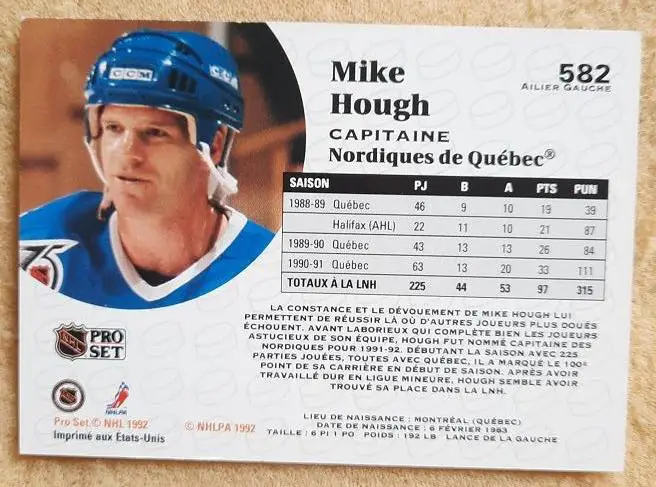 CCM
CCM
75
Mike
Hough
582
AILIER GAUCHE
CAPITAINE
Nordiques de Québec®
SAISON PJ B A PTS PUN
1988-89 Québec 46 9 10 19 39
Halifax (AHL) 22 11 10 21 87
1989-90 Québec 43 13 13 26 84
1990-91 Québec 63 13 20 33 111
TOTAUX À LA LNH 225 44 53 97 315
LA CONSTANCE ET LE DÉVOUEMENT DE MIKE HOUGH LUI
PERMETTENT DE RÉUSSIR LÀ OÙ D'AUTRES JOUEURS PLUS DOUÉS
ÉCHOUENT. AVANT LABORIEUX QUI COMPLÈTE BIEN LES JOUEURS
ASTUCIEUX DE SON ÉQUIPE, HOUGH FUT NOMMÉ CAPITAINE DES
NORDIQUES POUR 1991-92. DÉBUTANT LA SAISON AVEC 225
PARTIES JOUÉES, TOUTES AVEC QUÉBEC, IL A MARQUÉ LE 100e
POINT DE SA CARRIÈRE EN DÉBUT DE SAISON. APRÈS AVOIR
TRAVAILLÉ DUR EN LIGUE MINEURE, HOUGH SEMBLE AVOIR
TROUVÉ SA PLACE DANS LA LNH.
NHL
PRO
SET
NHLPA
Pro Set © NHL 1992
© NHLPA 1992
Imprimé aux États-Unis
LIEU DE NAISSANCE : MONTRÉAL (QUÉBEC)
DATE DE NAISSANCE : 6 FÉVRIER 1963
TAILLE : 6 PI 1 PO POIDS : 192 LB LANCE DE LA GAUCHE